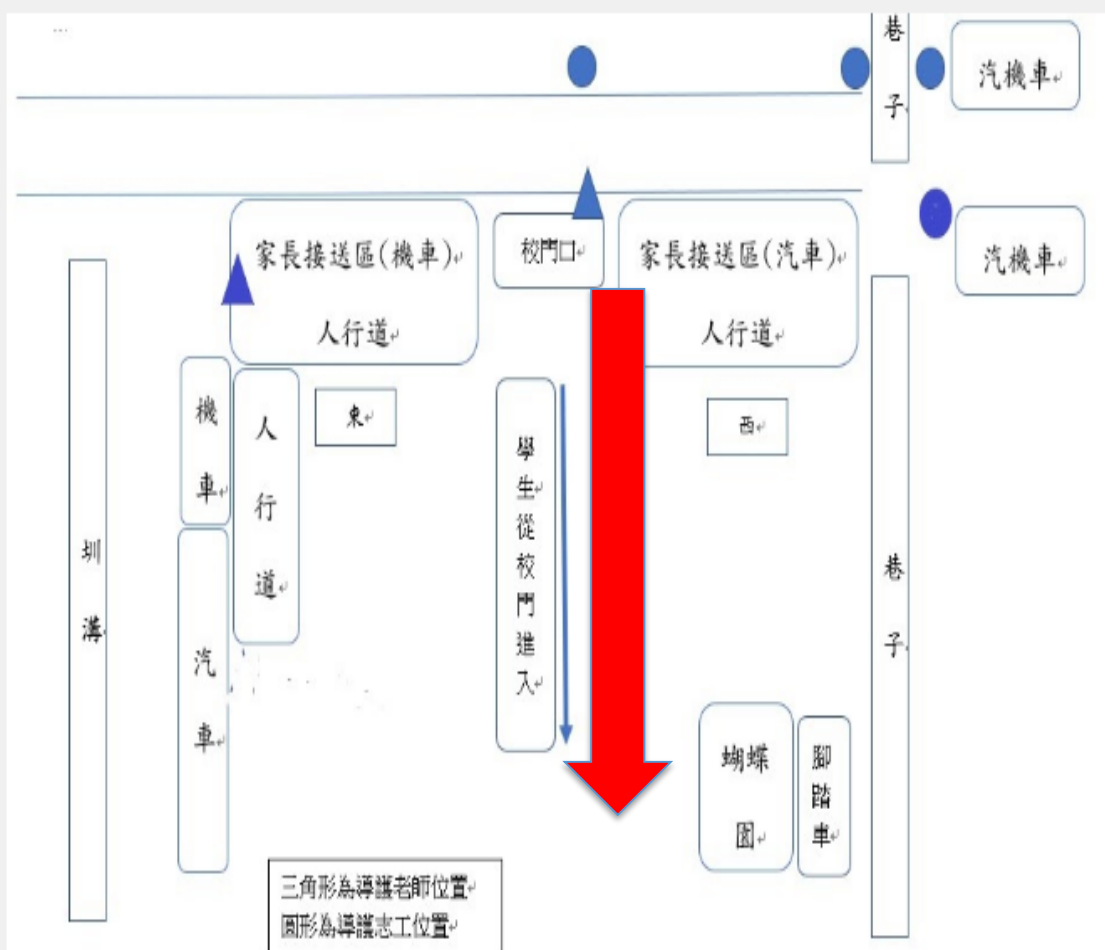 ...
巷子
汽機車
家長接送區(機車)
人行道
校門口
家長接送區(汽車)
人行道
汽機車
機車
人行道
東
學生從校門進入
西
圳溝
汽車
巷子
蝴蝶
園
腳踏車
三角形為導護老師位置
圓形為導護志工位置